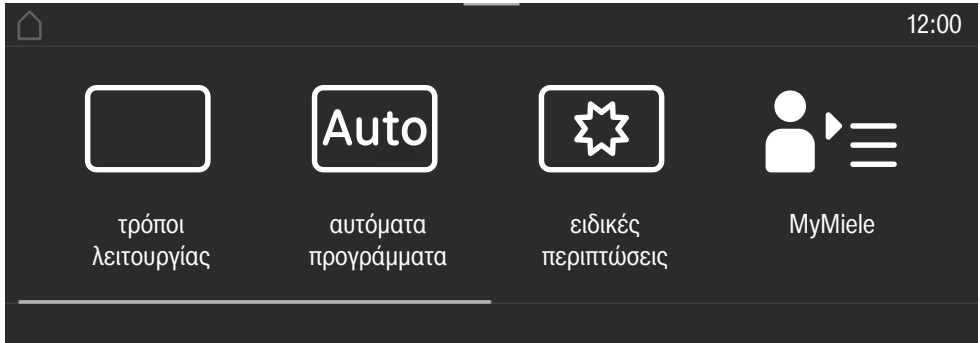 12:00
Auto
τρόποι
λειτουργίας
αυτόματα
προγράμματα
ειδικές
περιπτώσεις
MyMiele